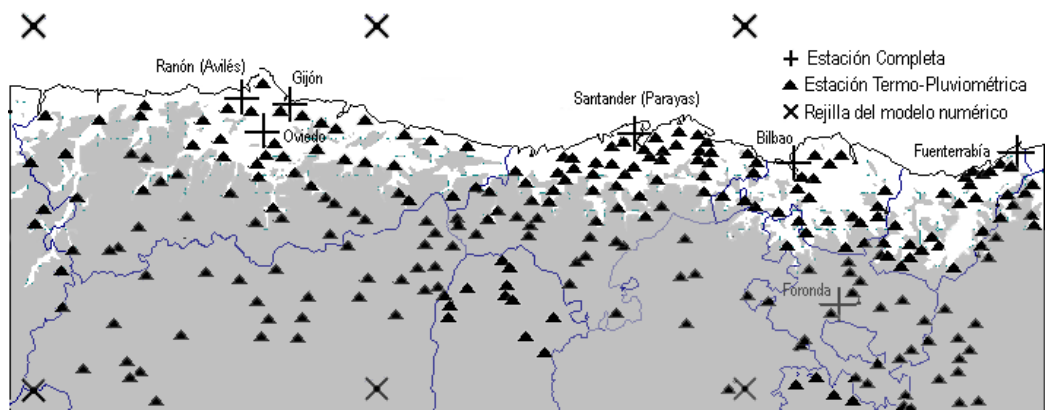 Ranón (Avilés)
Gijón
Oviedo
Santander (Parayas)
Bilbao
Fuenterrabía
Foronda
Estación Completa
Estación Termo-Pluviométrica
Rejilla del modelo numérico